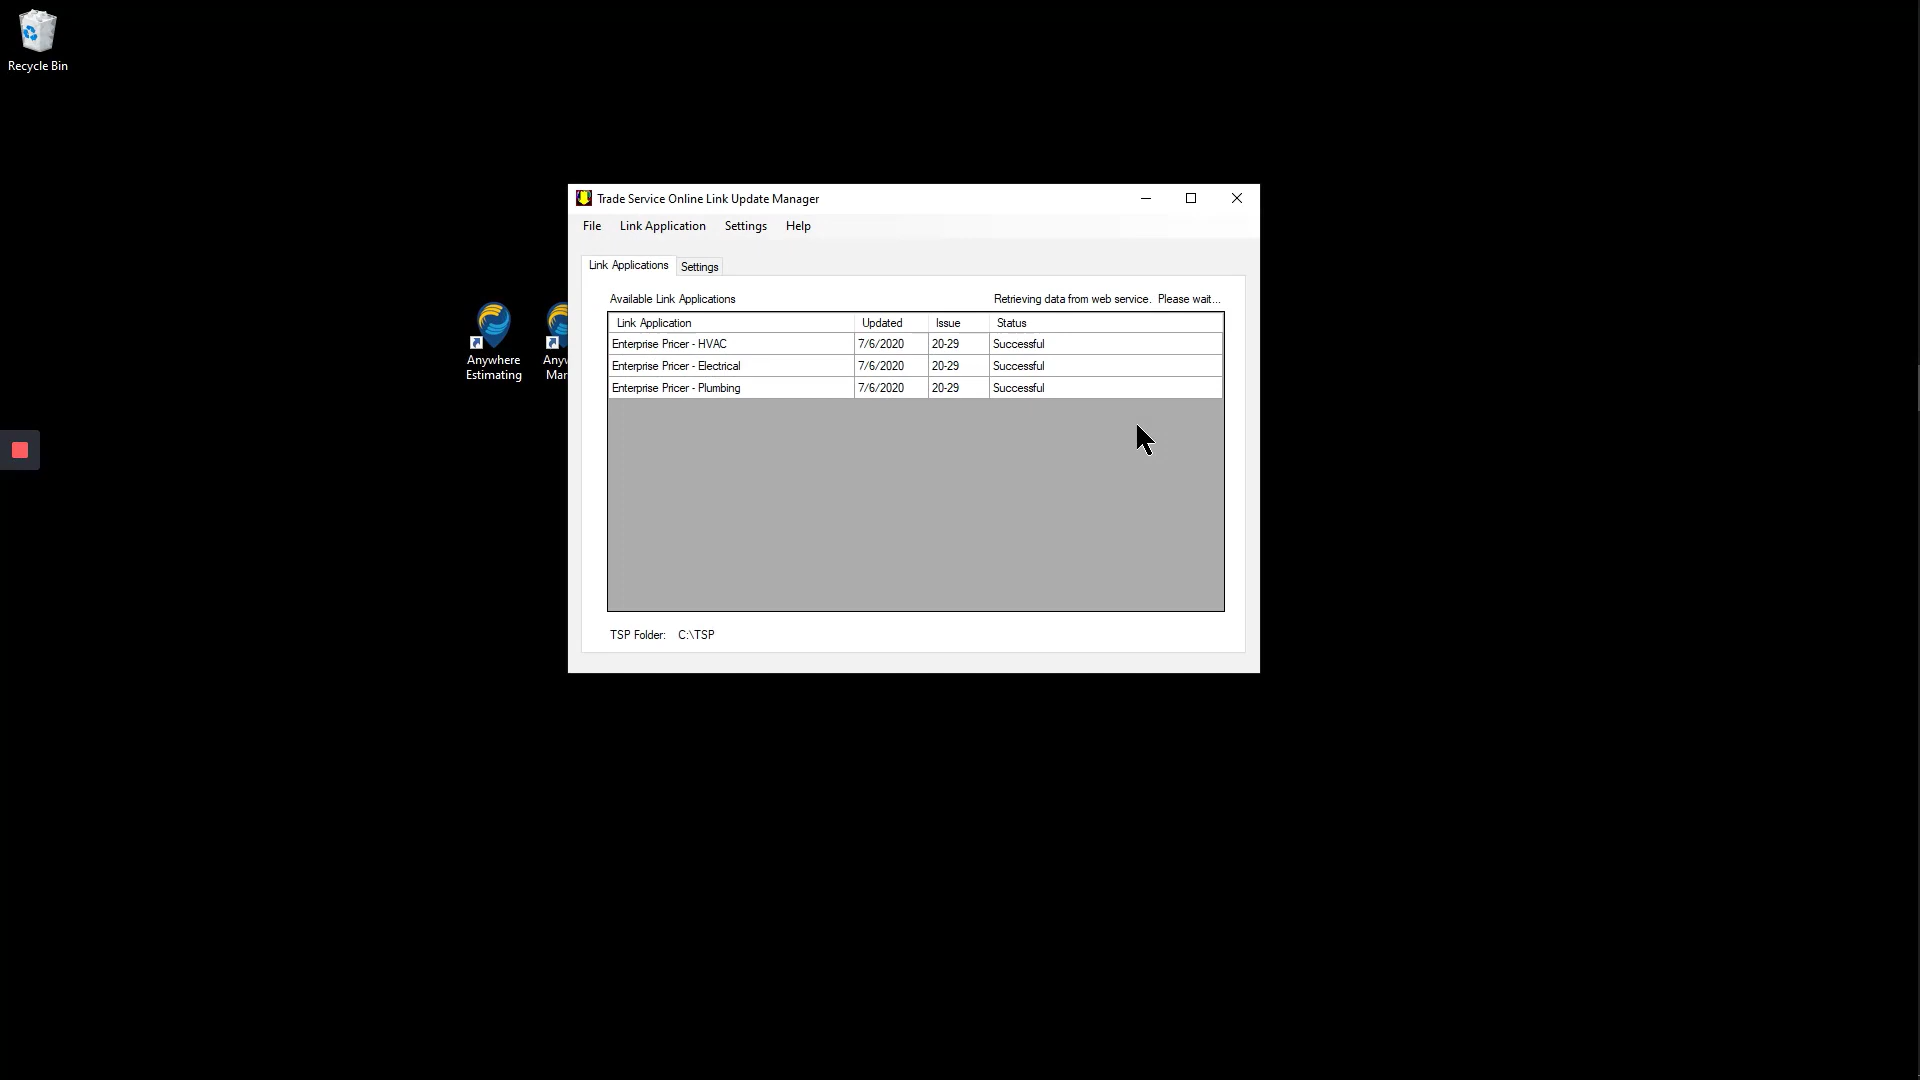 Recycle Bin
Trade Service Online Link Update Manager
File Link Application Settings Help
Link Applications Settings
Available Link Applications Retrieving data from web service. Please wait...
Link Application Updated Issue Status
Enterprise Pricer - HVAC 7/6/2020 20-29 Successful
Enterprise Pricer - Electrical 7/6/2020 20-29 Successful
Enterprise Pricer - Plumbing 7/6/2020 20-29 Successful
TSP Folder: C:\TSP
Anywhere
Estimating
Anyw
Mar